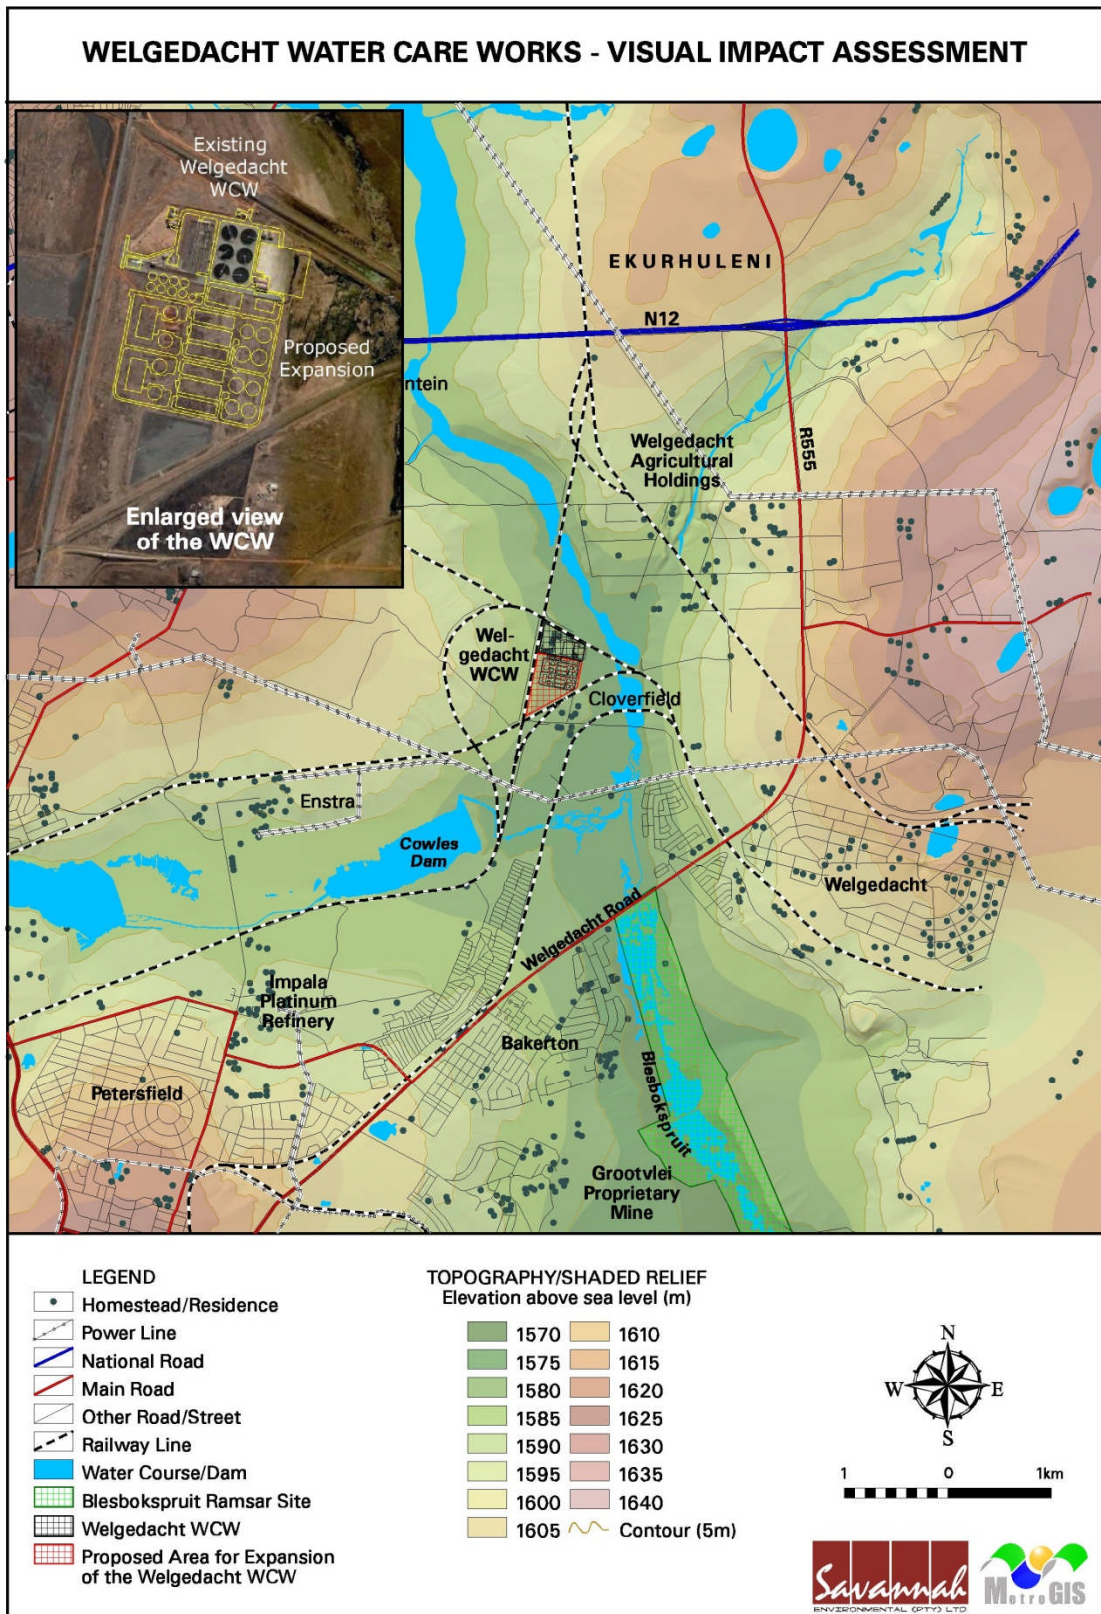 WELGEDACHT WATER CARE WORKS - VISUAL IMPACT ASSESSMENT
Existing
Welgedacht
WCW
Proposed
Expansion
Enlarged view
of the WCW
EKURHULENI
N12
ntein
R555
Welgedacht
Agricultural
Holdings
Wel-
gedacht
WCW
Cloverfield
Enstra
Cowles
Dam
Welgedacht
Welgedacht Road
Impala
Platinum
Refinery
Bakerton
Petersfield
Blesbokspruit
Grootvlei
Proprietary
Mine
LEGEND
Homestead/Residence
Power Line
National Road
Main Road
Other Road/Street
Railway Line
Water Course/Dam
Blesbokspruit Ramsar Site
Welgedacht WCW
Proposed Area for Expansion
of the Welgedacht WCW
TOPOGRAPHY/SHADED RELIEF
Elevation above sea level (m)
1570 1610
1575 1615
1580 1620
1585 1625
1590 1630
1595 1635
1600 1640
1605 Contour (5m)
N
W E
S
1 0 1km
Savannah
ENVIRONMENTAL (PTY) LTD
MetroGIS